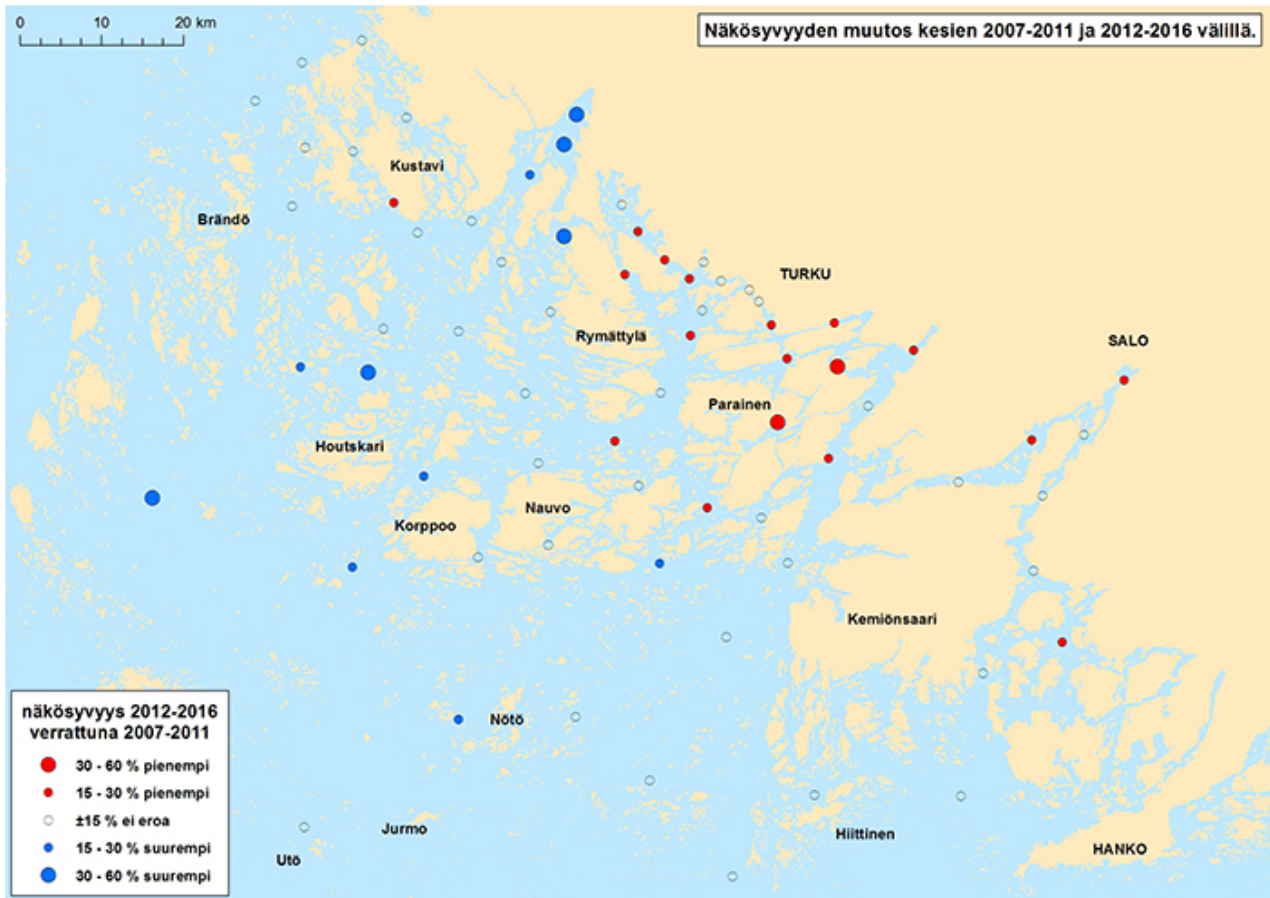 0 10 20 km
Näkösyvyyden muutos kesien 2007-2011 ja 2012-2016 välillä.
Kustavi
Brändö
TURKU
Rymättylä
SALO
Parainen
Houtskari
Nauvo
Korppoo
Kemiönsaari
Nötö
Jurmo
Hiittinen
HANKO
Utö
näkösyvyys 2012-2016
verrattuna 2007-2011
30 - 60 % pienempi
15 - 30 % pienempi
±15 % ei eroa
15 - 30 % suurempi
30 - 60 % suurempi